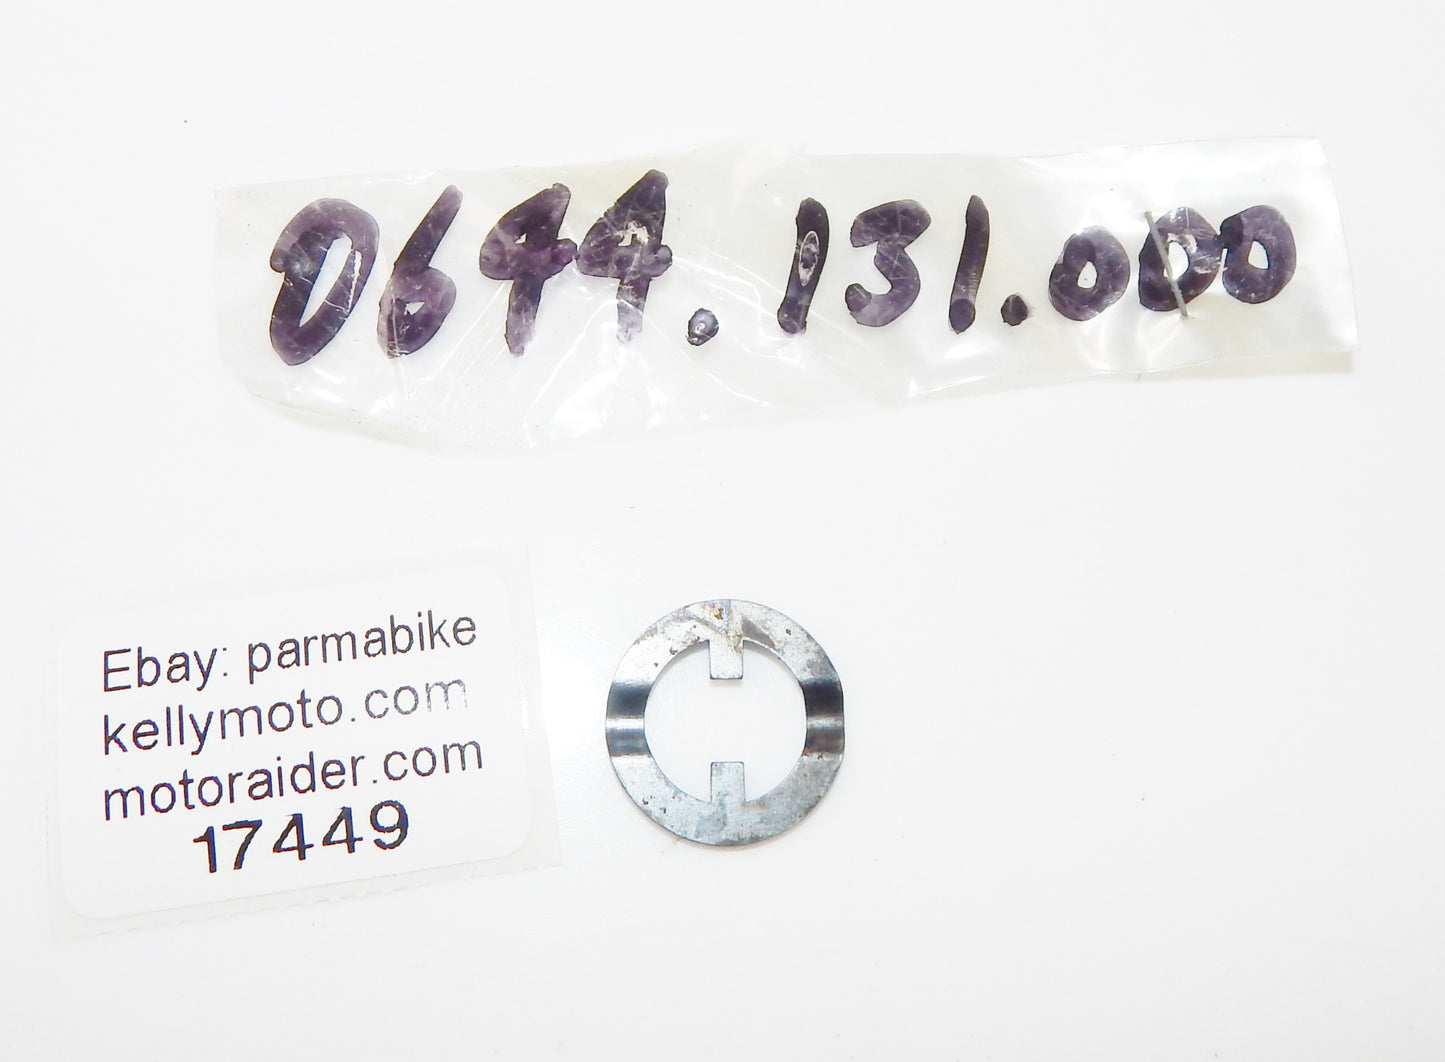 0644.131.000
Ebay: parmabike
kellymoto.com
motoraider.com
17449